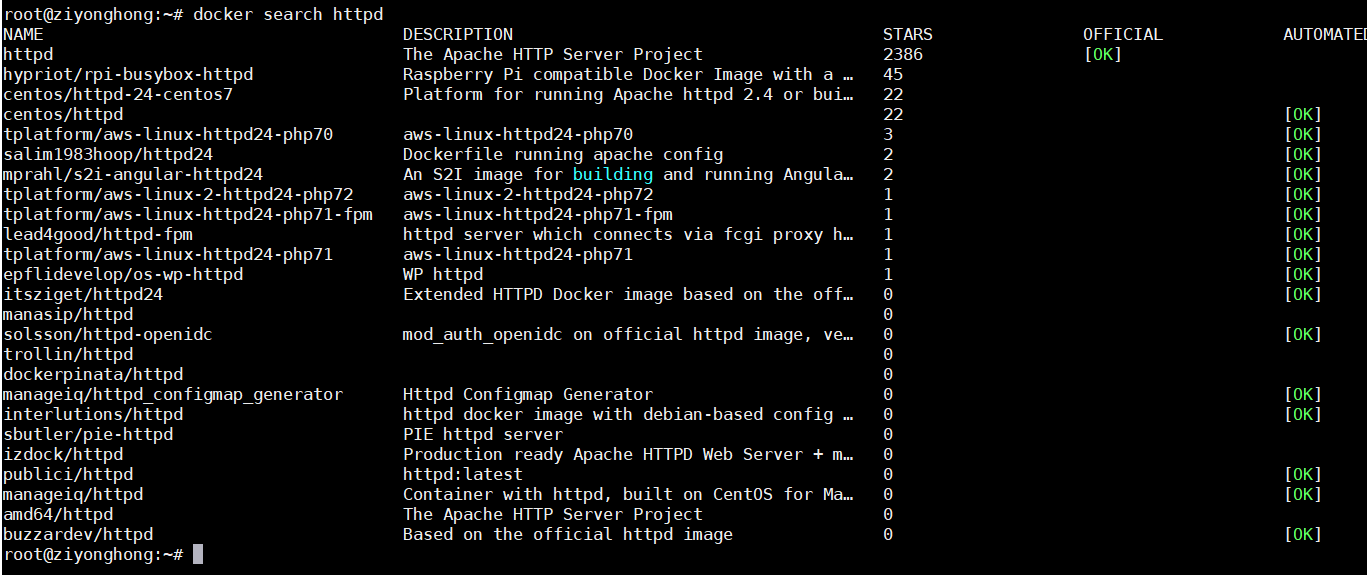 root@ziyonghong:~# docker search httpd
NAME DESCRIPTION STARS OFFICIAL AUTOMATED
httpd The Apache HTTP Server Project 2386 [OK]
hypriot/rpi-busybox-httpd Raspberry Pi compatible Docker Image with a … 45
centos/httpd-24-centos7 Platform for running Apache httpd 2.4 or bui… 22
centos/httpd 22 [OK]
tplatform/aws-linux-httpd24-php70 aws-linux-httpd24-php70 3 [OK]
salim1983hoop/httpd24 Dockerfile running apache config 2 [OK]
mprahl/s2i-angular-httpd24 An S2I image for building and running Angula… 2 [OK]
tplatform/aws-linux-2-httpd24-php72 aws-linux-2-httpd24-php72 1 [OK]
tplatform/aws-linux-httpd24-php71-fpm aws-linux-httpd24-php71-fpm 1 [OK]
lead4good/httpd-fpm httpd server which connects via fcgi proxy h… 1 [OK]
tplatform/aws-linux-httpd24-php71 aws-linux-httpd24-php71 1 [OK]
epflidevelop/os-wp-httpd WP httpd 1 [OK]
itsziget/httpd24 Extended HTTPD Docker image based on the off… 0 [OK]
manasip/httpd 0
solsson/httpd-openidc mod_auth_openidc on official httpd image, ve… 0 [OK]
trollin/httpd 0
dockerpinata/httpd 0
manageiq/httpd_configmap_generator Httpd Configmap Generator 0 [OK]
interlutions/httpd httpd docker image with debian-based config … 0 [OK]
sbutler/pie-httpd PIE httpd server 0
izdock/httpd Production ready Apache HTTPD Web Server + m… 0
publici/httpd httpd:latest 0 [OK]
manageiq/httpd Container with httpd, built on CentOS for Ma… 0 [OK]
amd64/httpd The Apache HTTP Server Project 0
buzzardev/httpd Based on the official httpd image 0 [OK]
root@ziyonghong:~#